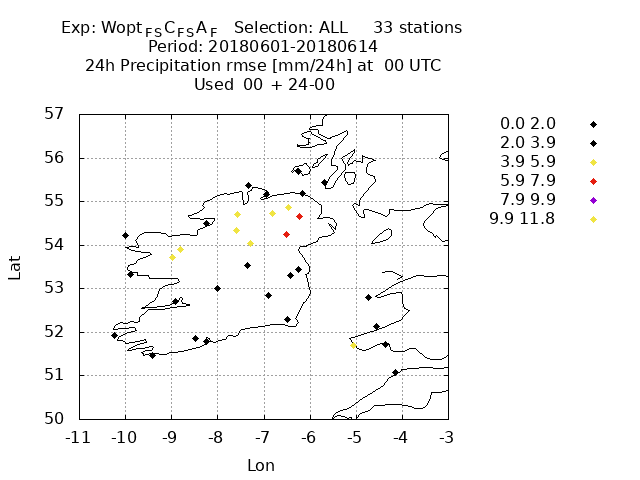 Exp: Wopt FS C FS A F Selection: ALL 33 stations
Period: 20180601-20180614
24h Precipitation rmse [mm/24h] at 00 UTC
Used 00 + 24-00
57
56
55
54
53
52
51
50
-11 -10 -9 -8 -7 -6 -5 -4 -3
Lat
Lon
0.0 2.0
2.0 3.9
3.9 5.9
5.9 7.9
7.9 9.9
9.9 11.8